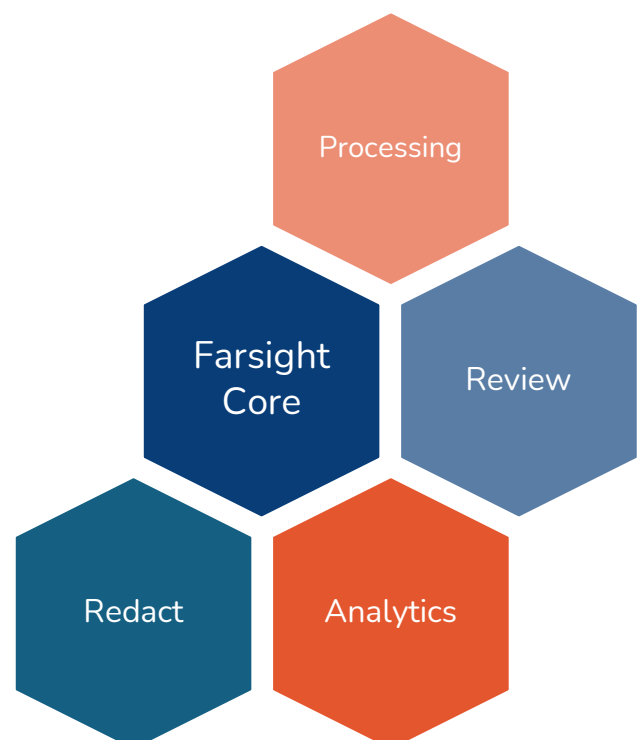 Processing
Farsight
Core
Review
Redact
Analytics